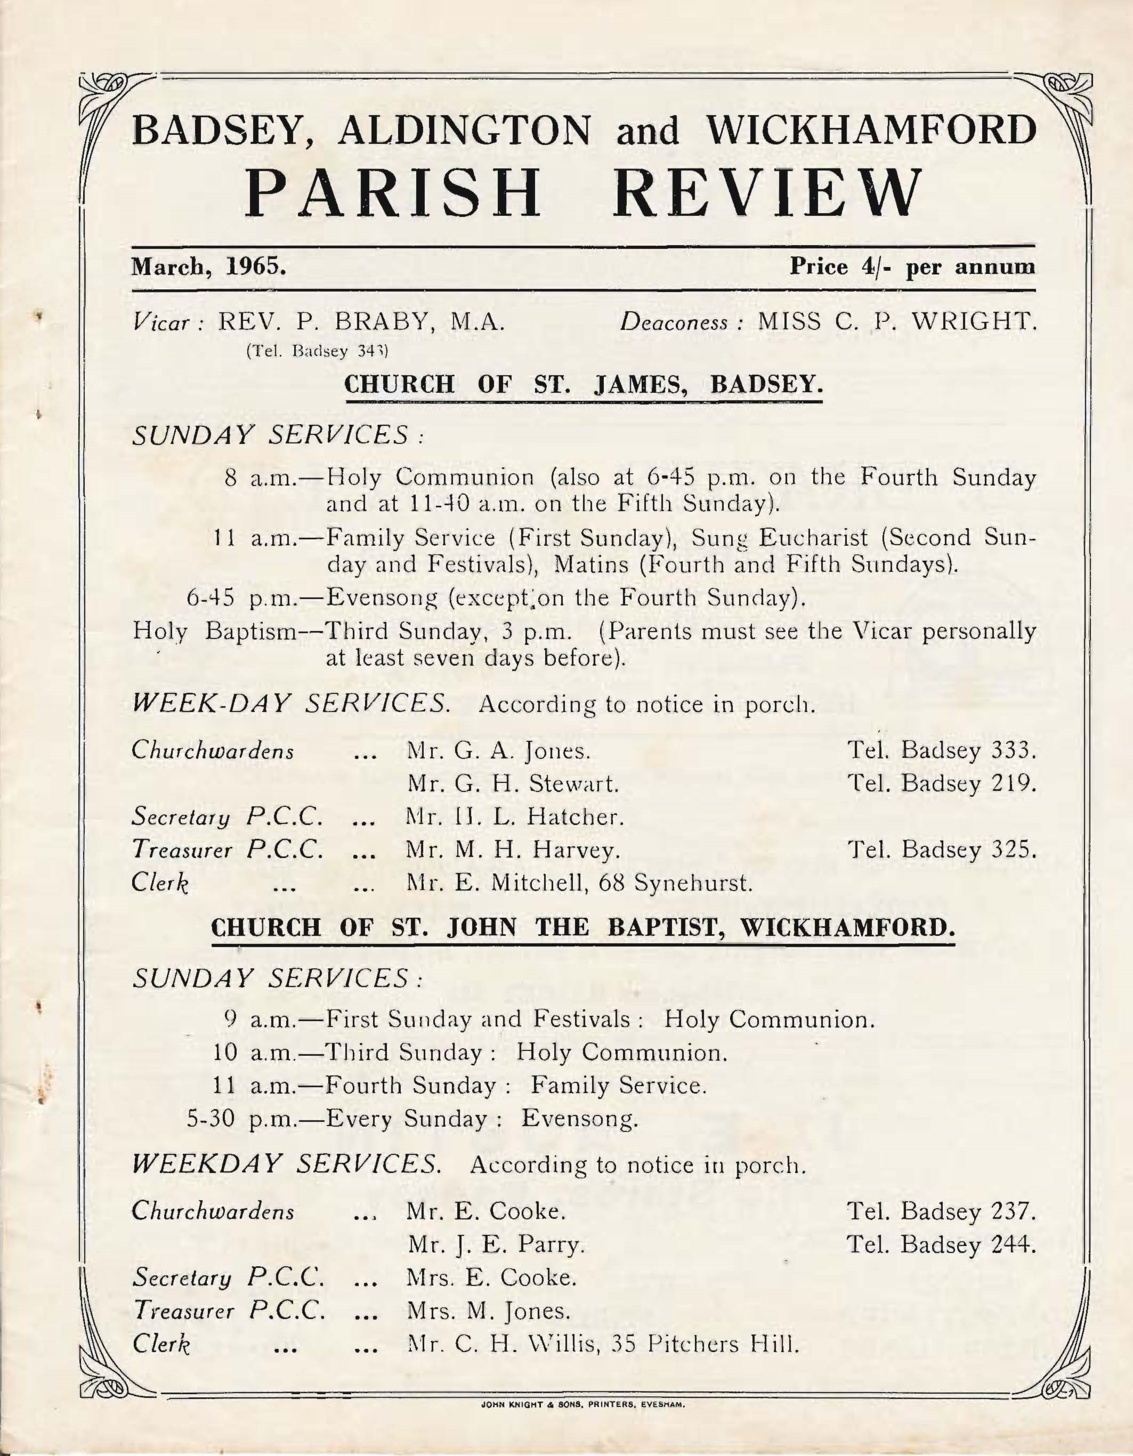 BADSEY, ALDINGTON and WICKHAMFORD
PARISH REVIEW
March, 1965. Price 4/- per annum
Vicar : REV. P. BRABY, M.A. Deaconess : MISS C. P. WRIGHT.
(Tel. Badsey 343)
CHURCH OF ST. JAMES, BADSEY.
SUNDAY SERVICES :
8 a.m.—Holy Communion (also at 6-45 p.m. on the Fourth Sunday
and at 11-40 a.m. on the Fifth Sunday).
11 a.m.—Family Service (First Sunday), Sung Eucharist (Second Sun-
day and Festivals), Matins (Fourth and Fifth Sundays).
6-45 p.m.—Evensong (except on the Fourth Sunday).
Holy Baptism—Third Sunday, 3 p.m. (Parents must see the Vicar personally
at least seven days before).
WEEK-DAY SERVICES. According to notice in porch.
Churchwardens ... Mr. G. A. Jones. Tel. Badsey 333.
Mr. G. H. Stewart. Tel. Badsey 219.
Secretary P.C.C. ... Mr. H. L. Hatcher.
Treasurer P.C.C. ... Mr. M. H. Harvey. Tel. Badsey 325.
Clerk ... ... Mr. E. Mitchell, 68 Synehurst.
CHURCH OF ST. JOHN THE BAPTIST, WICKHAMFORD.
SUNDAY SERVICES :
9 a.m.—First Sunday and Festivals : Holy Communion.
10 a.m.—Third Sunday : Holy Communion.
11 a.m.—Fourth Sunday : Family Service.
5-30 p.m.—Every Sunday : Evensong.
WEEKDAY SERVICES. According to notice in porch.
Churchwardens ... Mr. E. Cooke. Tel. Badsey 237.
Mr. J. E. Parry. Tel. Badsey 244.
Secretary P.C.C. ... Mrs. E. Cooke.
Treasurer P.C.C. ... Mrs. M. Jones.
Clerk ... ... Mr. C. H. Willis, 35 Pitchers Hill.
JOHN KNIGHT & SONS, PRINTERS, EVESHAM.